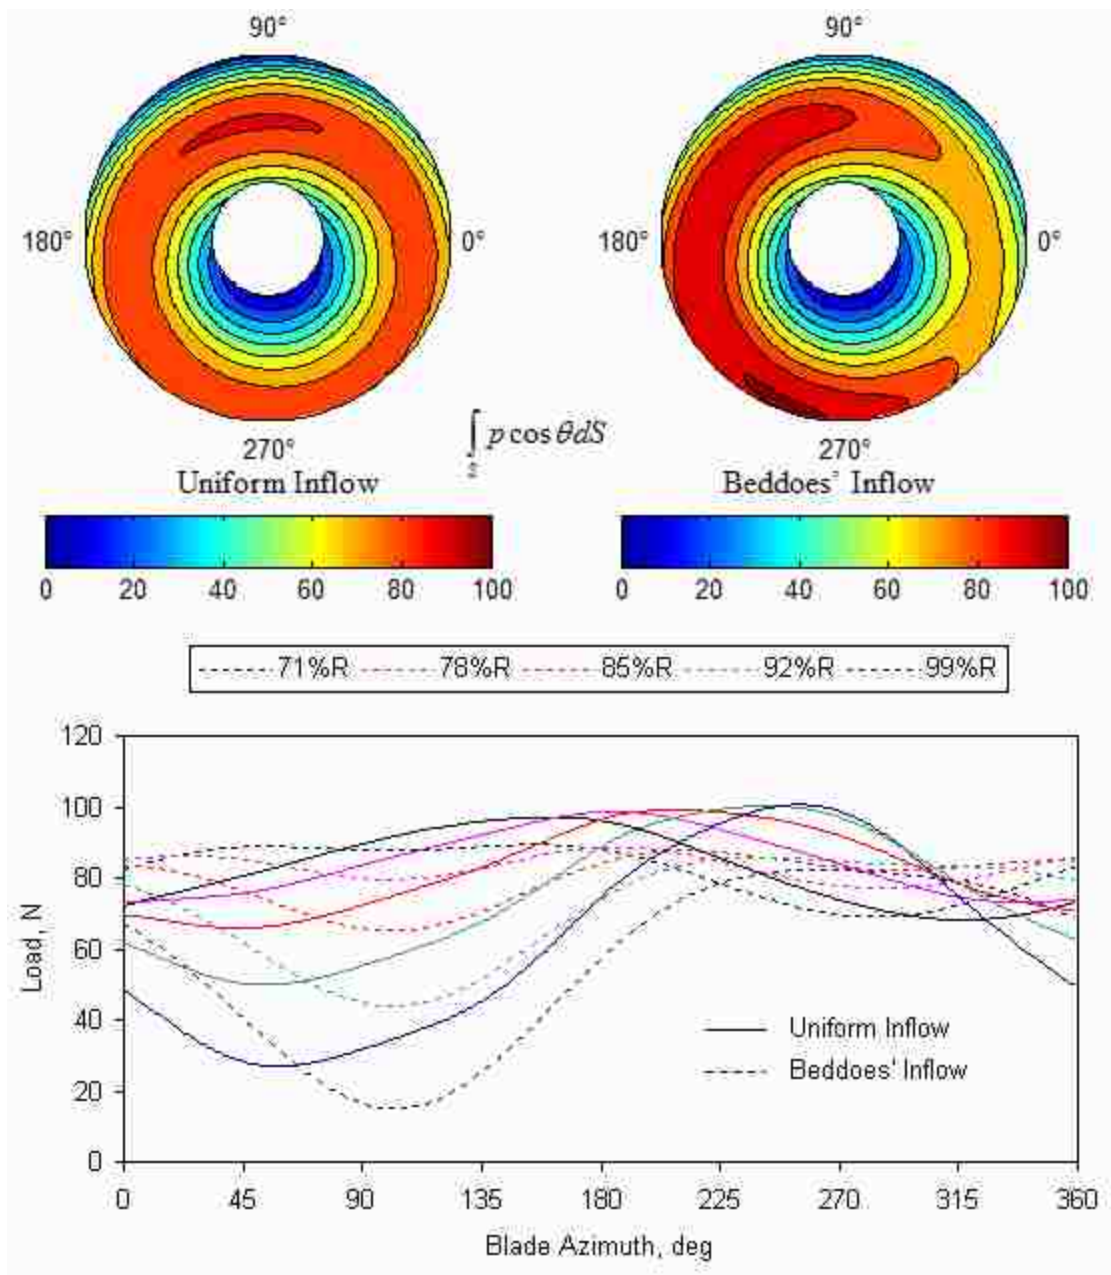 90° 90°
180° 0° 180° 0°
270° 270°
∫ p cos θdS
Uniform Inflow Beddoes' Inflow
0 20 40 60 80 100 0 20 40 60 80 100
71%R 78%R 85%R 92%R 99%R
120
100
80
60
40
20
0
Load, N
Uniform Inflow
Beddoes' Inflow
0 45 90 135 180 225 270 315 360
Blade Azimuth, deg